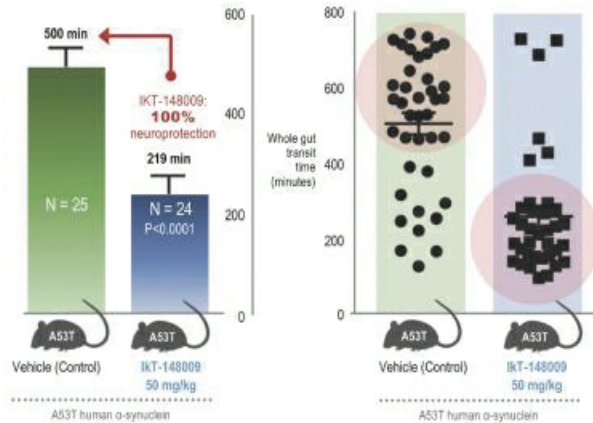 500 min
IKT-148009:
100%
neuroprotection
219 min
N = 25
N = 24
P<0.0001
600
400
200
0
A53T
A53T
Vehicle (Control)
IkT-148009
50 mg/kg
A53T human α-synuclein
Whole gut
transit
time
(minutes)
800
600
400
200
0
A53T
A53T
Vehicle (Control)
IkT-148009
50 mg/kg
A53T human α-synuclein